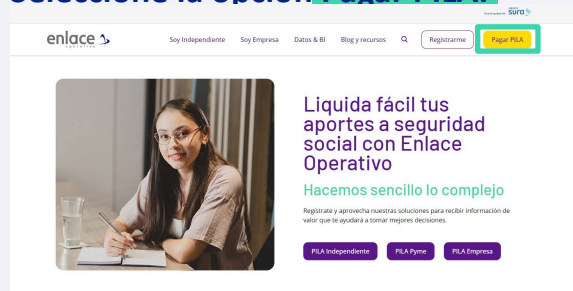 Seleccione la opción Pagar PILA.
sura
enlace
operativo
Soy Independiente
Soy Empresa
Datos & BI
Blog y recursos
Registrarme
Pagar PILA
Liquida fácil tus
aportes a seguridad
social con Enlace
Operativo
Hacemos sencillo lo complejo
Regístrate y aprovecha nuestras soluciones para recibir información de
valor que te ayudará a tomar mejores decisiones.
PILA Independiente
PILA Pyme
PILA Empresa